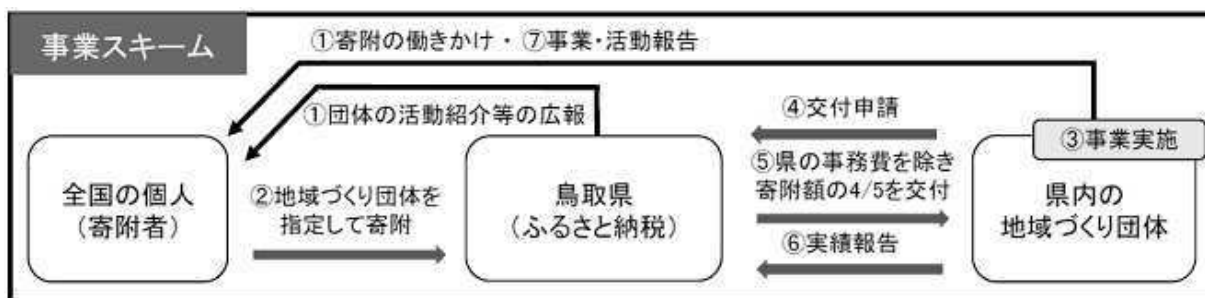 事業スキーム
①寄附の働きかけ・⑦事業・活動報告
①団体の活動紹介等の広報
全国の個人
（寄附者）
②地域づくり団体を
指定して寄附
鳥取県
（ふるさと納税）
④交付申請
⑤県の事務費を除き
寄附額の4/5を交付
⑥実績報告
③事業実施
県内の
地域づくり団体